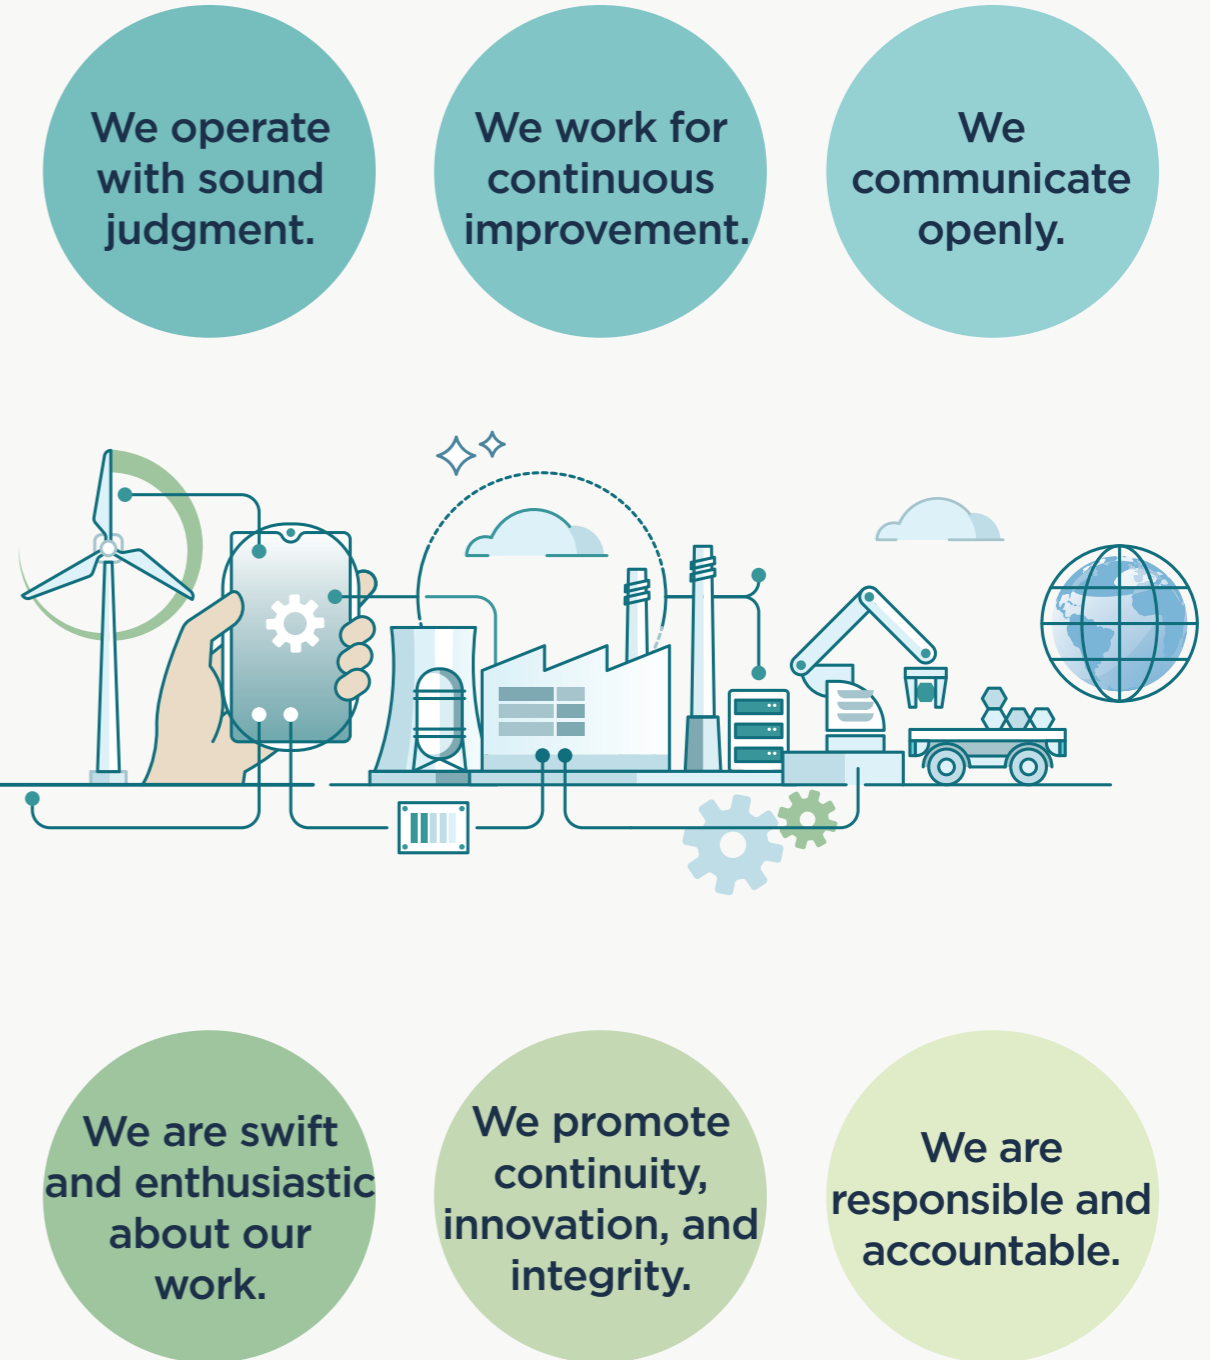 We operate
with sound
judgment.
We work for
continuous
improvement.
We
communicate
openly.
We are swift
and enthusiastic
about our
work.
We promote
continuity,
innovation, and
integrity.
We are
responsible and
accountable.